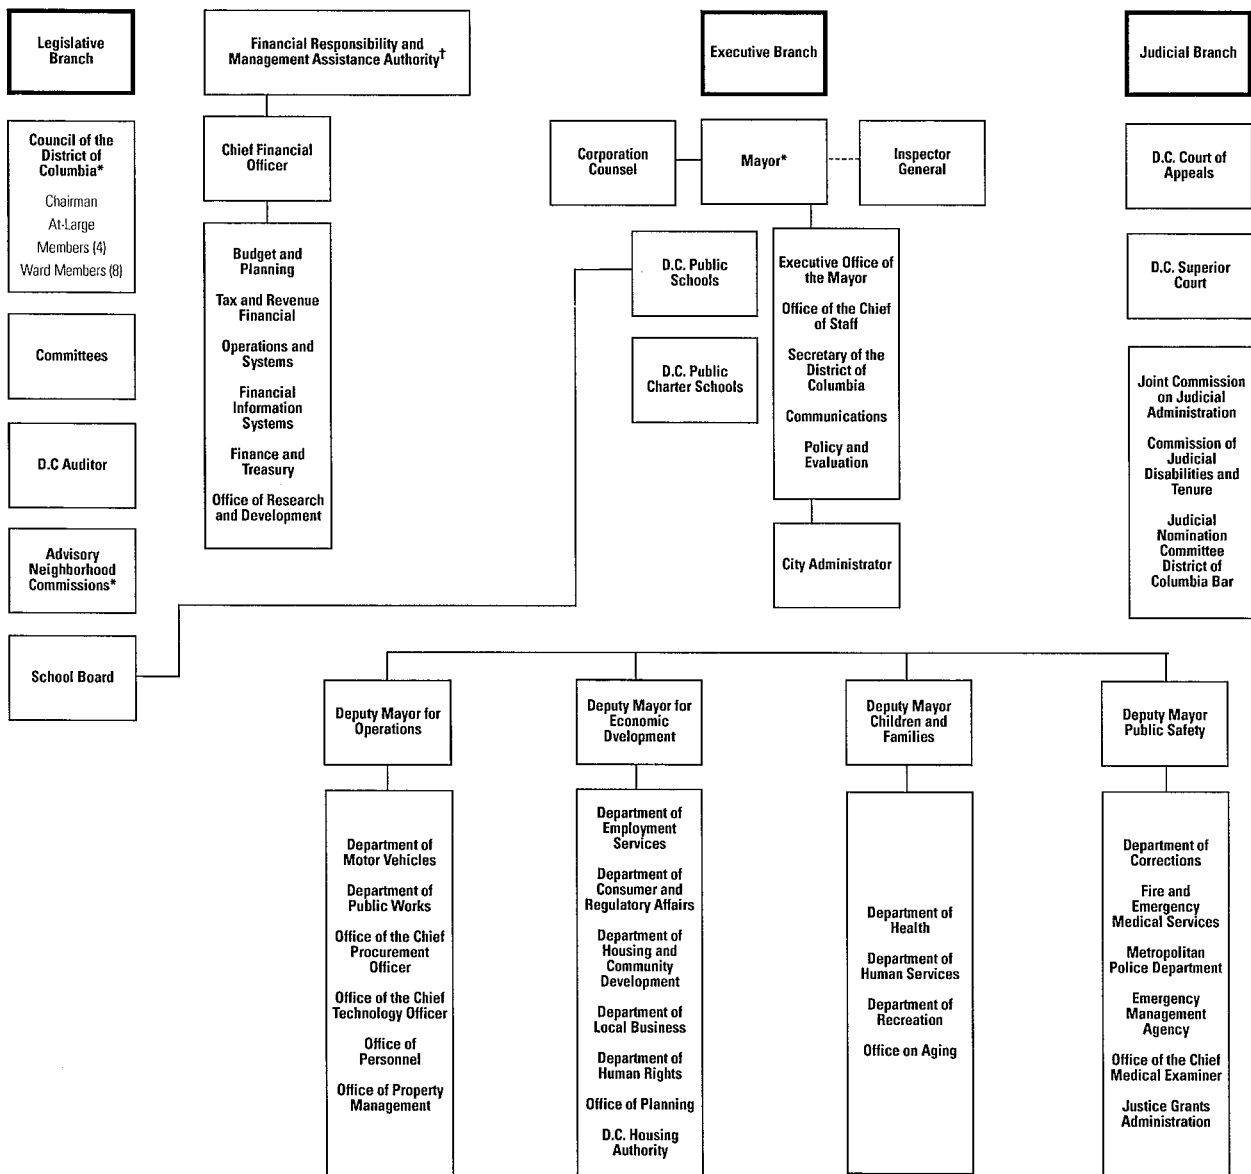 Legislative
Branch
Financial Responsibility and
Management Assistance Authority†
Executive Branch
Judicial Branch
Council of the
District of
Columbia*
Chairman
At-Large
Members (4)
Ward Members (8)
Chief Financial
Officer
Corporation
Counsel
Mayor*
Inspector
General
D.C. Court of
Appeals
Budget and
Planning
Tax and Revenue
Financial
Operations and
Systems
Financial
Information
Systems
Finance and
Treasury
Office of Research
and Development
D.C. Public
Schools
D.C. Public
Charter Schools
Executive Office of
the Mayor
Office of the Chief
of Staff
Secretary of the
District of
Columbia
Communications
Policy and
Evaluation
D.C. Superior
Court
Committees
D.C Auditor
Advisory
Neighborhood
Commissions*
School Board
City Administrator
Joint Commission
on Judicial
Administration
Commission of
Judicial
Disabilities and
Tenure
Judicial
Nomination
Committee
District of
Columbia Bar
Deputy Mayor for
Operations
Deputy Mayor for
Economic
Dvelopment
Deputy Mayor
Children and
Families
Deputy Mayor
Public Safety
Department of
Motor Vehicles
Department of
Public Works
Office of the Chief
Procurement
Officer
Office of the Chief
Technology Officer
Office of
Personnel
Office of Property
Management
Department of
Employment
Services
Department of
Consumer and
Regulatory Affairs
Department of
Housing and
Community
Development
Department of
Local Business
Department of
Human Rights
Office of Planning
D.C. Housing
Authority
Department of
Health
Department of
Human Services
Department of
Recreation
Office on Aging
Department of
Corrections
Fire and
Emergency
Medical Services
Metropolitan
Police Department
Emergency
Management
Agency
Office of the Chief
Medical Examiner
Justice Grants
Administration